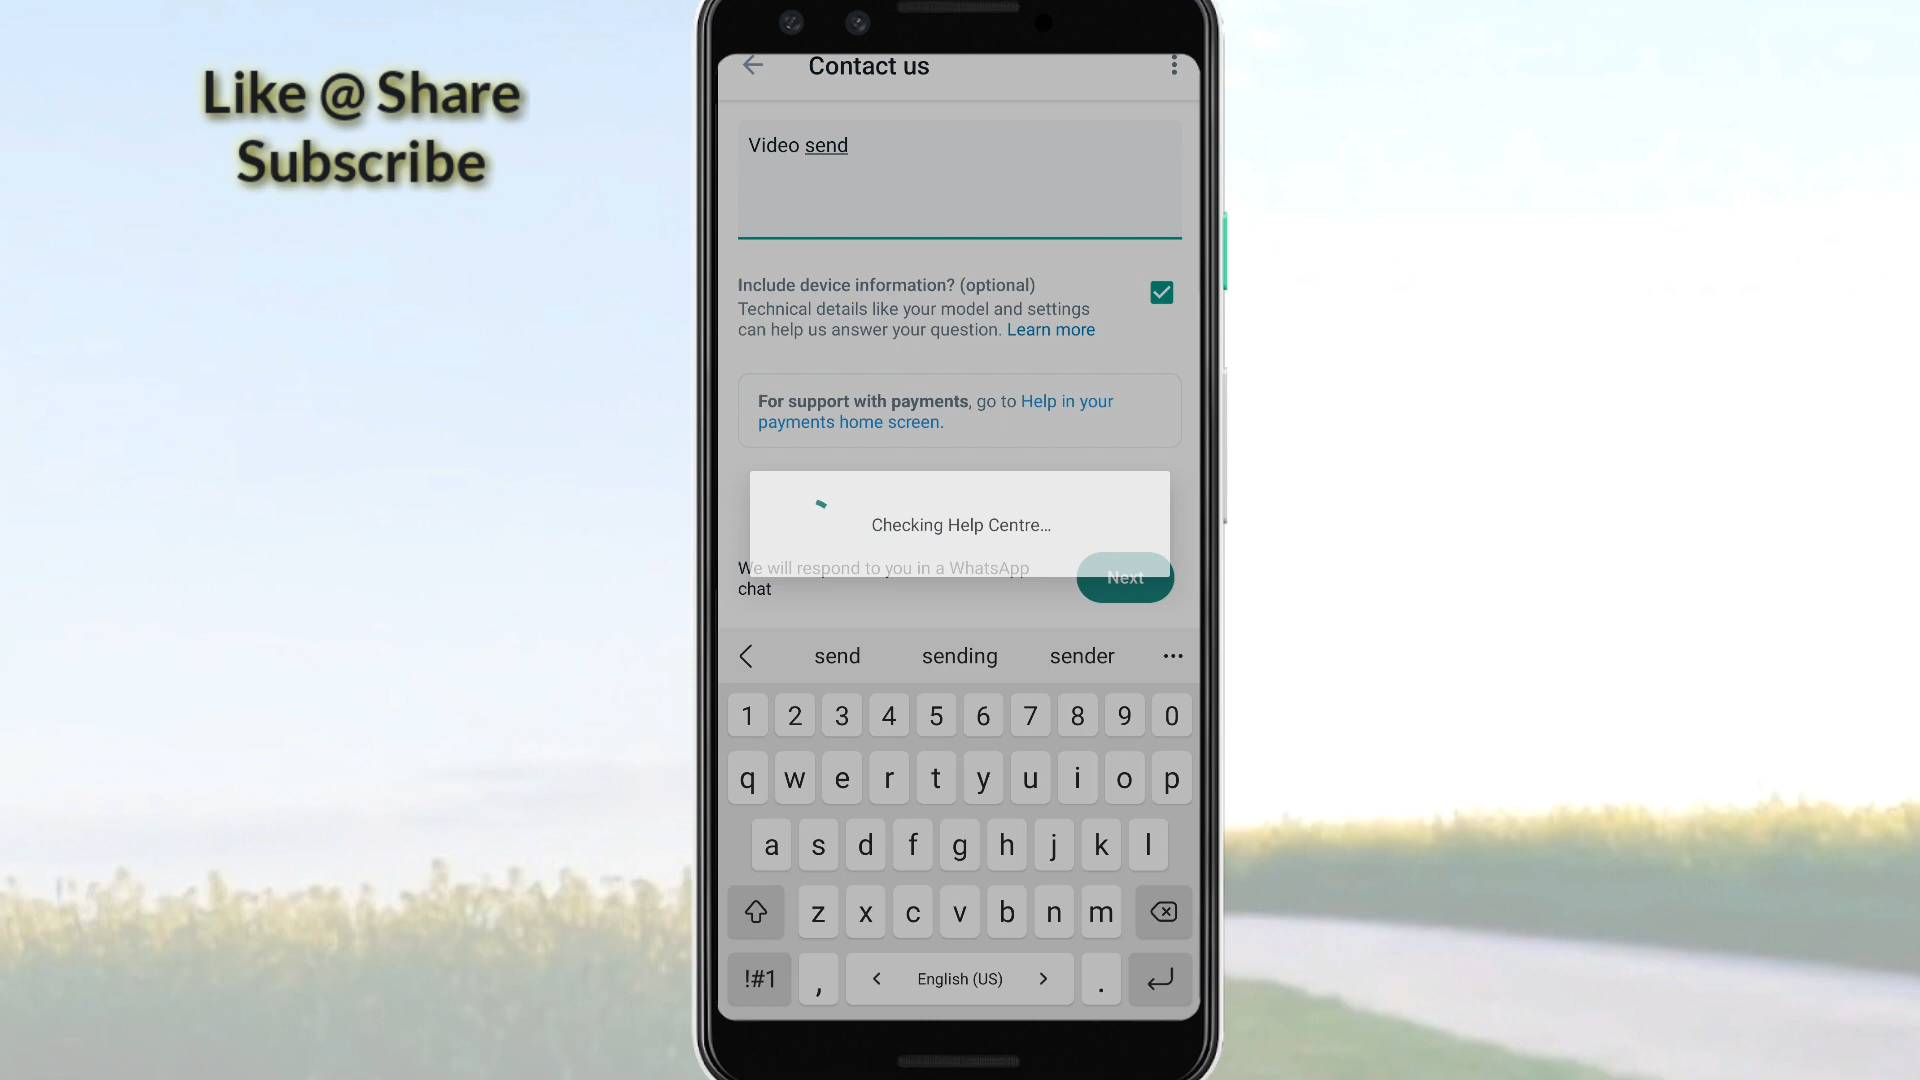 Like @ Share
Subscribe
Contact us
Video send
Include device information? (optional)
Technical details like your model and settings
can help us answer your question. Learn more
For support with payments, go to Help in your
payments home screen.
Checking Help Centre...
We will respond to you in a WhatsApp
chat
Next
send sending sender
1 2 3 4 5 6 7 8 9 0
q w e r t y u i o p
a s d f g h j k l
z x c v b n m
!#1 , < English (US) > .